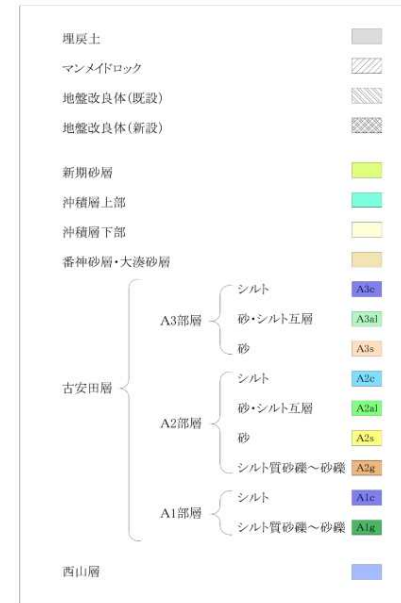 埋戻土
マンメイドロック
地盤改良体(既設)
地盤改良体(新設)
新期砂層
沖積層上部
沖積層下部
番神砂層・大湊砂層
古安田層
A3部層
シルト A3c
砂・シルト互層 A3al
砂 A3s
A2部層
シルト A2c
砂・シルト互層 A2al
砂 A2s
シルト質砂礫～砂礫 A2g
A1部層
シルト A1c
シルト質砂礫～砂礫 A1g
西山層